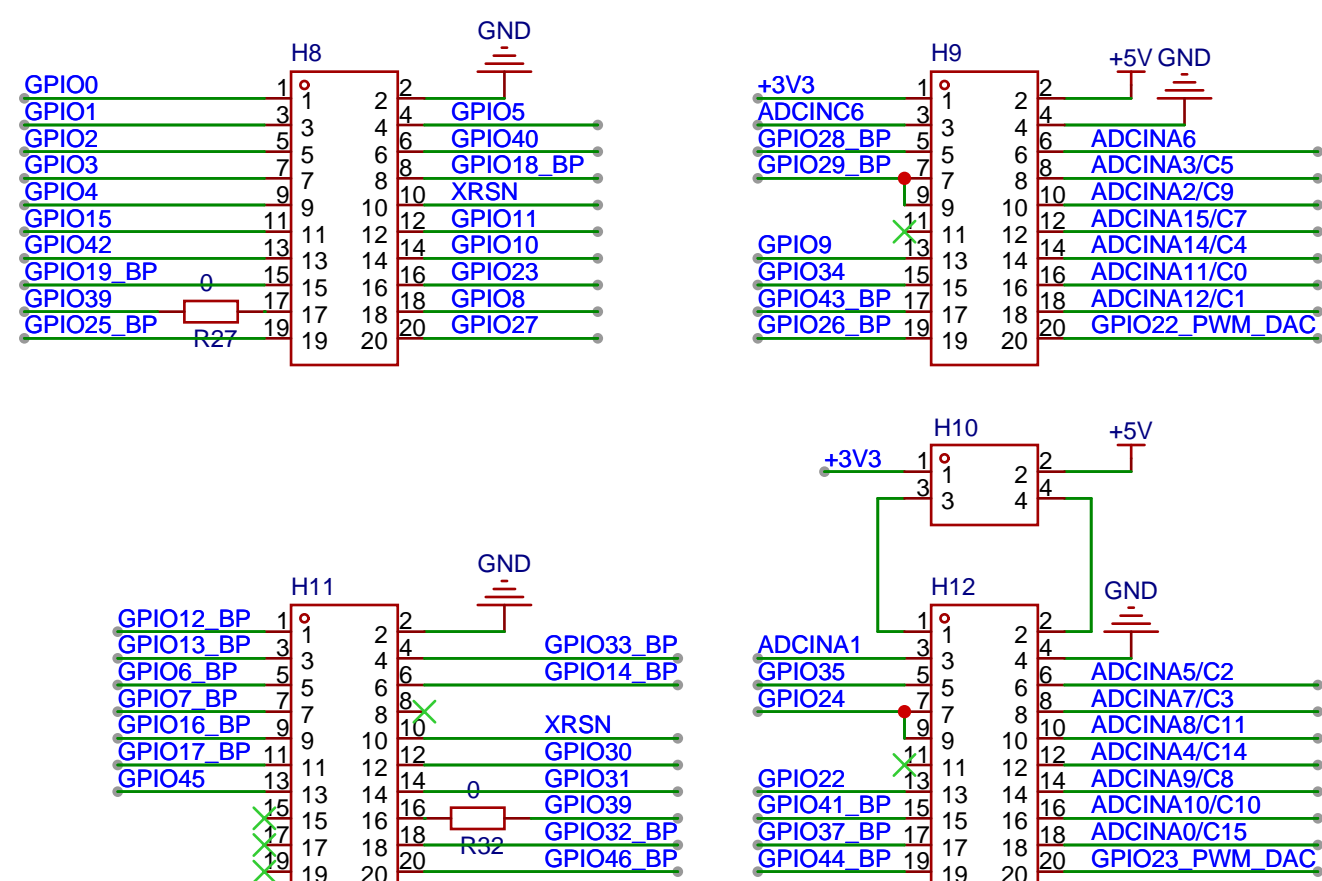 GND
H8
GPIO0 1 1 2 2
GPIO1 3 3 4 4 GPIO5
GPIO2 5 5 6 6 GPIO40
GPIO3 7 7 8 8 GPIO18_BP
GPIO4 9 9 10 10 XRSN
GPIO15 11 11 12 12 GPIO11
GPIO42 13 13 14 14 GPIO10
GPIO19_BP 0 15 15 16 16 GPIO23
GPIO39 17 17 18 18 GPIO8
GPIO25_BP R27 19 19 20 20 GPIO27
H9
+5V GND
+3V3 1 1 2 2
ADCINC6 3 3 4 4
GPIO28_BP 5 5 6 6 ADCINA6
GPIO29_BP 7 7 8 8 ADCINA3/C5
9 9 10 10 ADCINA2/C9
11 11 12 12 ADCINA15/C7
GPIO9 13 13 14 14 ADCINA14/C4
GPIO34 15 15 16 16 ADCINA11/C0
GPIO43_BP 17 17 18 18 ADCINA12/C1
GPIO26_BP 19 19 20 20 GPIO22_PWM_DAC
H10
+5V
+3V3 1 1 2 2
3 3 4 4
GND
H11
GPIO12_BP 1 1 2 2
GPIO13_BP 3 3 4 4 GPIO33_BP
GPIO6_BP 5 5 6 6 GPIO14_BP
GPIO7_BP 7 7 8 8
GPIO16_BP 9 9 10 10 XRSN
GPIO17_BP 11 11 12 12 GPIO30
GPIO45 13 13 14 14 GPIO31
15 15 16 16 0 GPIO39
17 17 18 18 R32 GPIO32_BP
19 19 20 20 GPIO46_BP
H12
GND
1 1 2 2
ADCINA1 3 3 4 4
GPIO35 5 5 6 6 ADCINA5/C2
GPIO24 7 7 8 8 ADCINA7/C3
9 9 10 10 ADCINA8/C11
11 11 12 12 ADCINA4/C14
GPIO22 13 13 14 14 ADCINA9/C8
GPIO41_BP 15 15 16 16 ADCINA10/C10
GPIO37_BP 17 17 18 18 ADCINA0/C15
GPIO44_BP 19 19 20 20 GPIO23_PWM_DAC